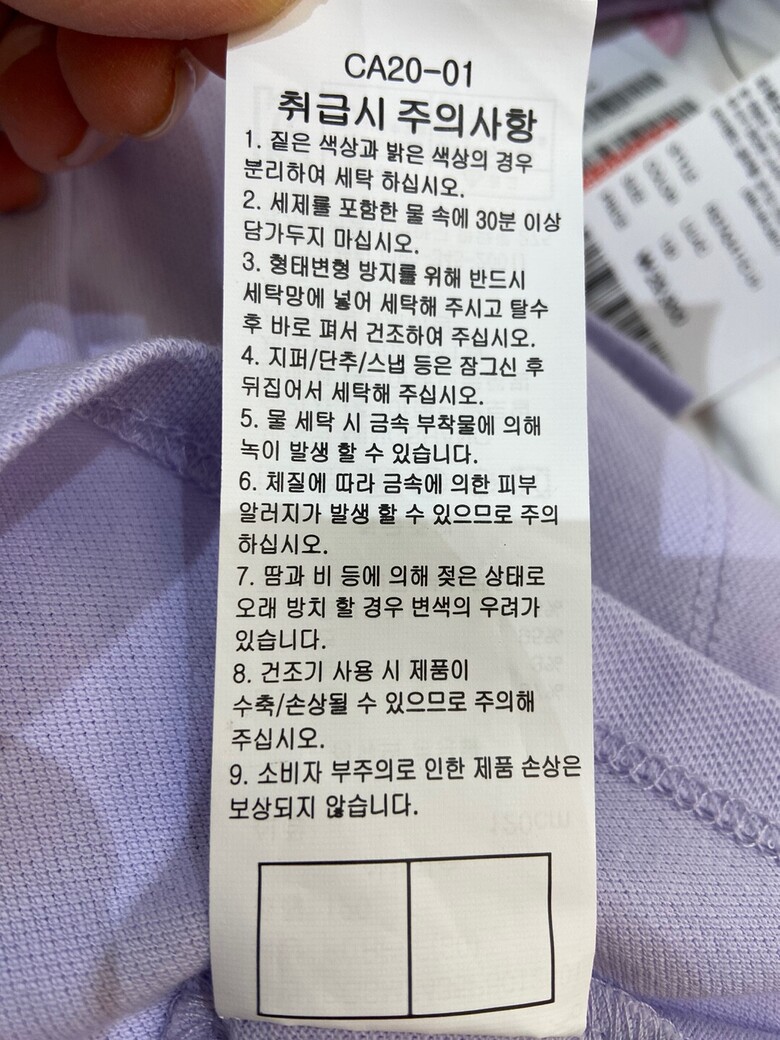 CA20-01
취급시 주의사항
1. 짙은 색상과 밝은 색상의 경우
분리하여 세탁 하십시오.
2. 세제를 포함한 물 속에 30분 이상
담가두지 마십시오.
3. 형태변형 방지를 위해 반드시
세탁망에 넣어 세탁해 주시고 탈수
후 바로 펴서 건조하여 주십시오.
4. 지퍼/단추/스냅 등은 잠그신 후
뒤집어서 세탁해 주십시오.
5. 물 세탁 시 금속 부착물에 의해
녹이 발생 할 수 있습니다.
6. 체질에 따라 금속에 의한 피부
알러지가 발생 할 수 있으므로 주의
하십시오.
7. 땀과 비 등에 의해 젖은 상태로
오래 방치 할 경우 변색의 우려가
있습니다.
8. 건조기 사용 시 제품이
수축/손상될 수 있으므로 주의해
주십시오.
9. 소비자 부주의로 인한 제품 손상은
보상되지 않습니다.